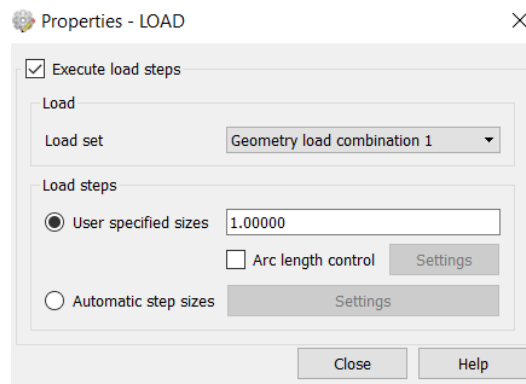 Properties - LOAD
Execute load steps
Load
Load set Geometry load combination 1
Load steps
User specified sizes 1.00000
Arc length control Settings
Automatic step sizes Settings
Close Help